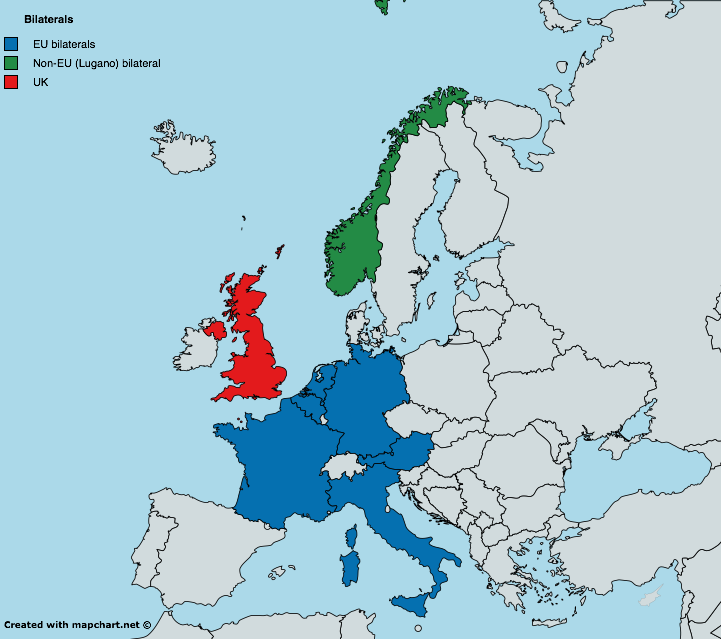 Bilaterals
EU bilaterals
Non-EU (Lugano) bilateral
UK
Created with mapchart.net ©